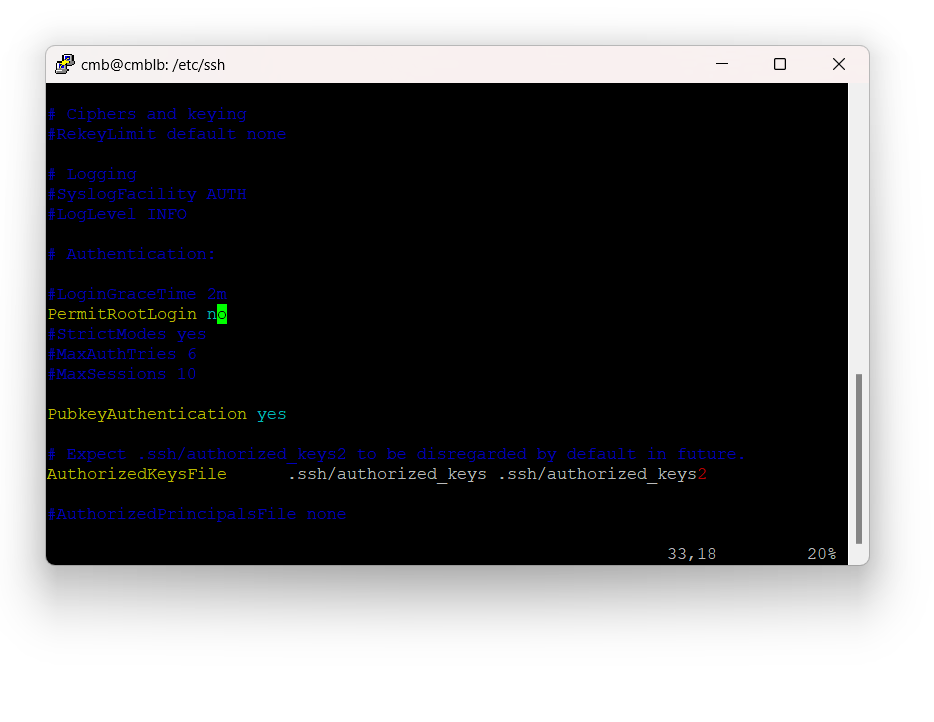 cmb@cmblb: /etc/ssh
# Ciphers and keying
#RekeyLimit default none
# Logging
#SyslogFacility AUTH
#LogLevel INFO
# Authentication:
#LoginGraceTime 2m
PermitRootLogin no
#StrictModes yes
#MaxAuthTries 6
#MaxSessions 10
PubkeyAuthentication yes
# Expect .ssh/authorized_keys2 to be disregarded by default in future.
AuthorizedKeysFile .ssh/authorized_keys .ssh/authorized_keys2
#AuthorizedPrincipalsFile none
33,18 20%